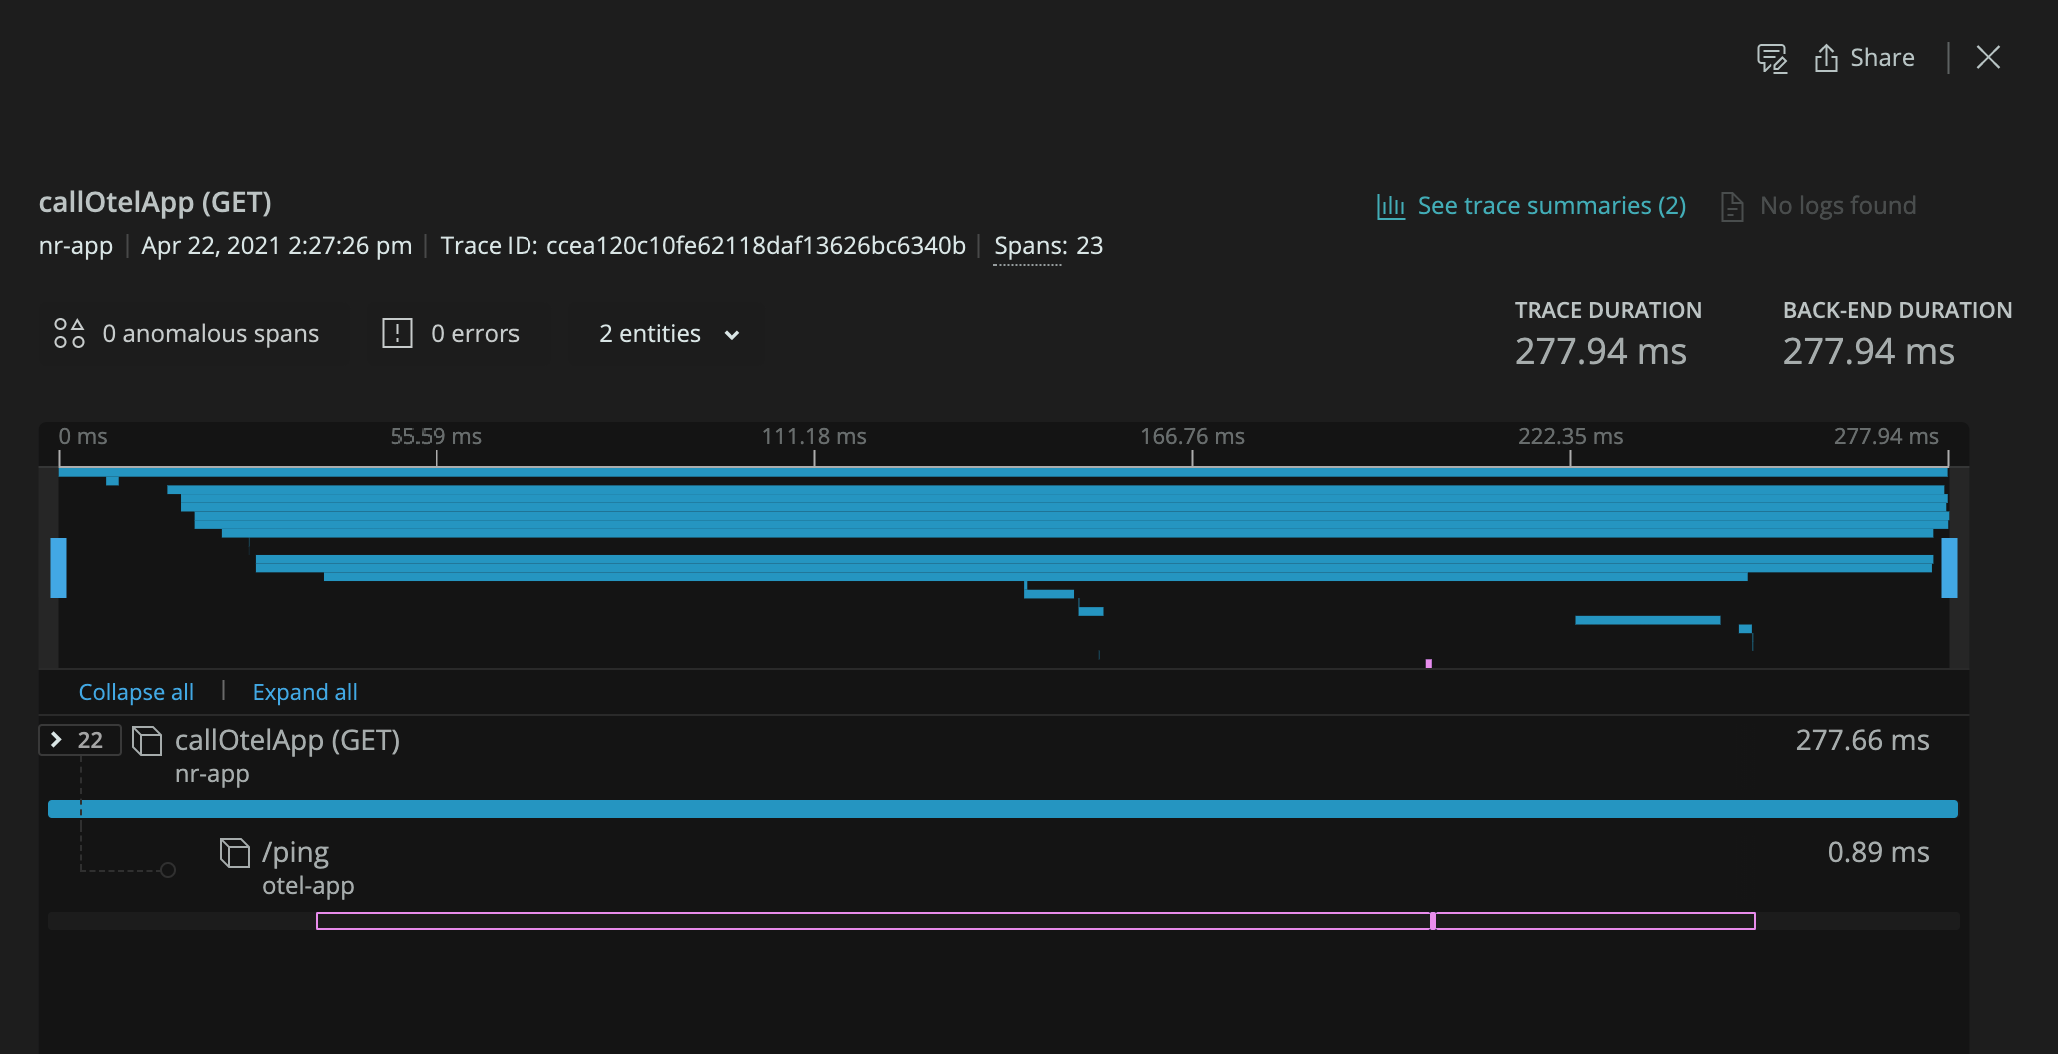 Share
callOtelApp (GET)
See trace summaries (2)
No logs found
nr-app
Apr 22, 2021 2:27:26 pm
Trace ID: ccea120c10fe62118daf13626bc6340b
Spans: 23
0 anomalous spans
0 errors
2 entities
TRACE DURATION
277.94 ms
BACK-END DURATION
277.94 ms
0 ms
55.59 ms
111.18 ms
166.76 ms
222.35 ms
277.94 ms
Collapse all
Expand all
22
callOtelApp (GET)
277.66 ms
nr-app
/ping
0.89 ms
otel-app